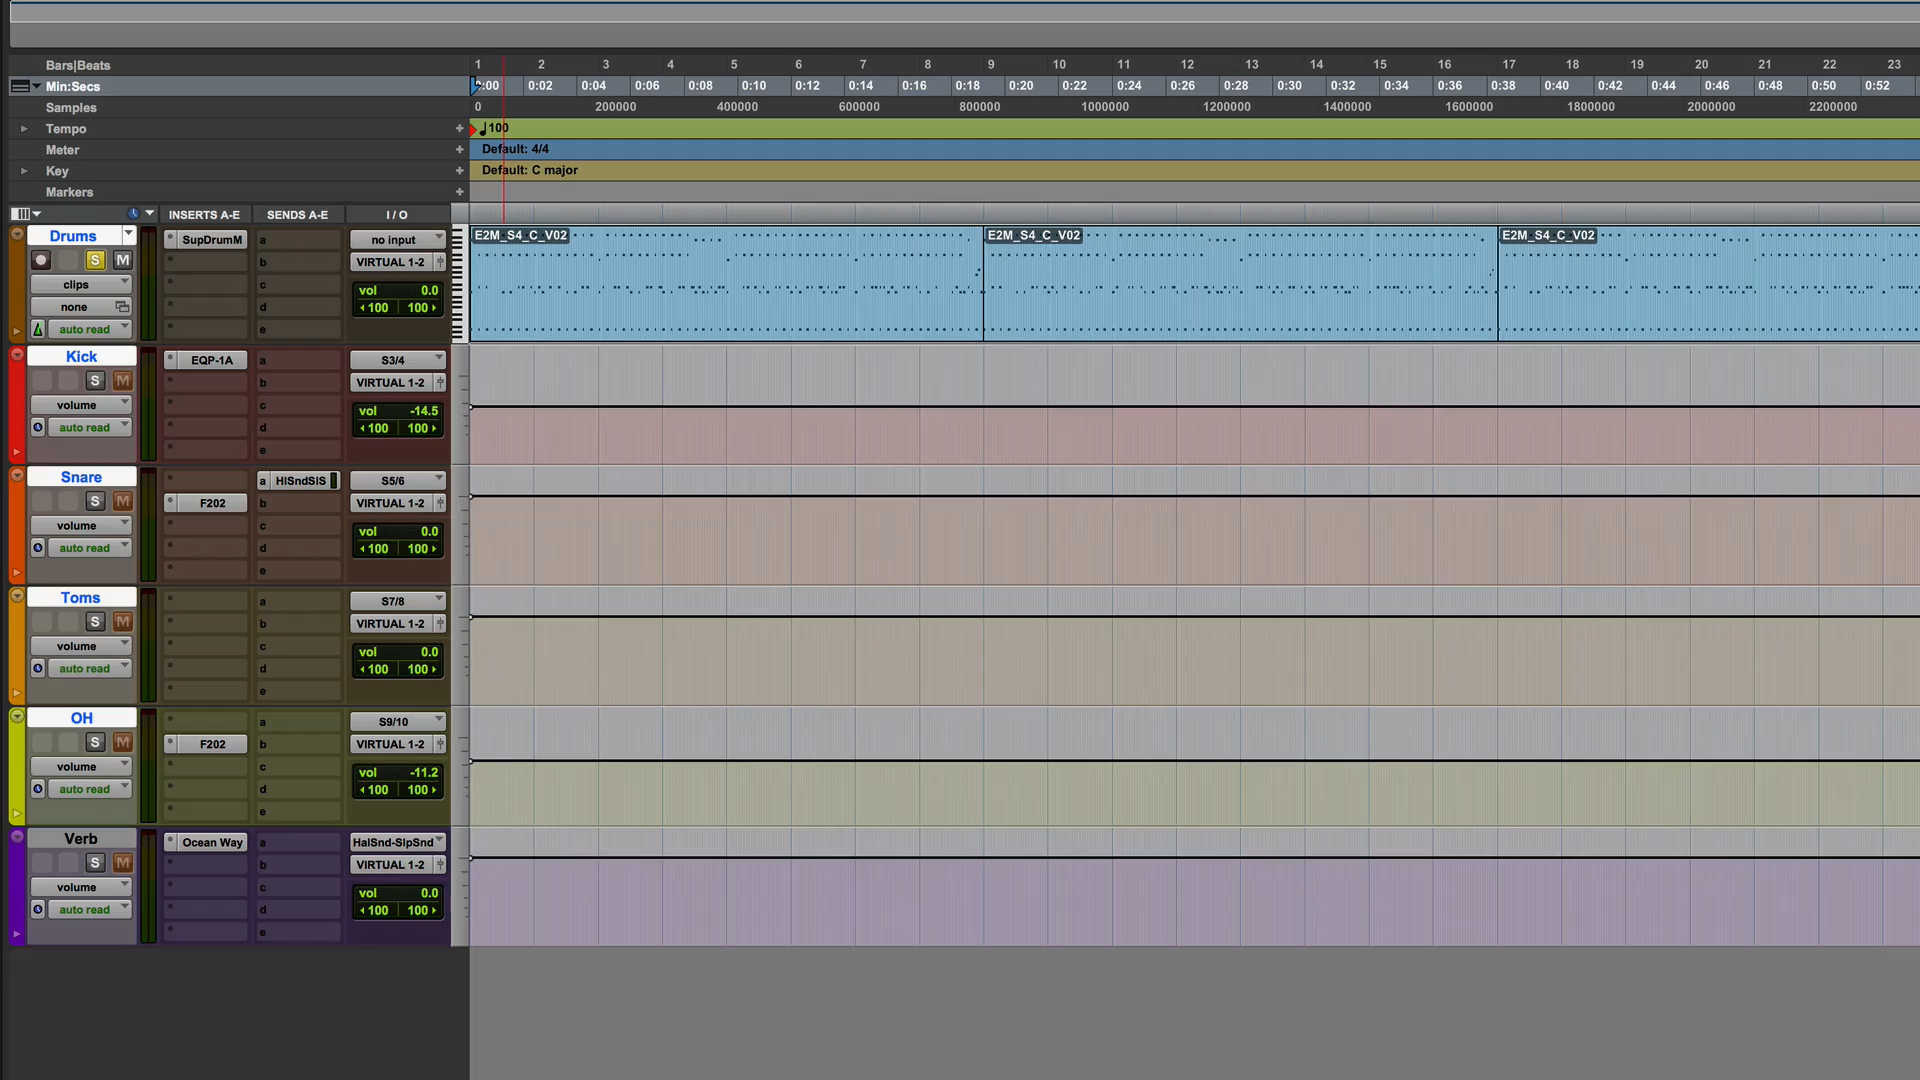 Bars|Beats 1 2 3 4 5 6 7 8 9 10 11 12 13 14 15 16 17 18 19 20 21 22 23
Min:Secs 0:00 0:02 0:04 0:06 0:08 0:10 0:12 0:14 0:16 0:18 0:20 0:22 0:24 0:26 0:28 0:30 0:32 0:34 0:36 0:38 0:40 0:42 0:44 0:46 0:48 0:50 0:52
Samples 0 200000 400000 600000 800000 1000000 1200000 1400000 1600000 1800000 2000000 2200000
Tempo + 100
Meter + Default: 4/4
Key + Default: C major
Markers +
INSERTS A-E SENDS A-E I / O
Drums SupDrumM a no input E2M_S4_C_V02 E2M_S4_C_V02 E2M_S4_C_V02
S M b VIRTUAL 1-2
clips c vol 0.0
none d 100 100
auto read e
Kick EQP-1A a S3/4
S M b VIRTUAL 1-2
volume c vol -14.5
auto read d 100 100
e
Snare a HlSndSlS S5/6
S M F202 b VIRTUAL 1-2
volume c vol 0.0
auto read d 100 100
e
Toms a S7/8
S M b VIRTUAL 1-2
volume c vol 0.0
auto read d 100 100
e
OH a S9/10
S M F202 b VIRTUAL 1-2
volume c vol -11.2
auto read d 100 100
e
Verb Ocean Way a HalSnd-SlpSnd
S M b VIRTUAL 1-2
volume c vol 0.0
auto read d 100 100
e